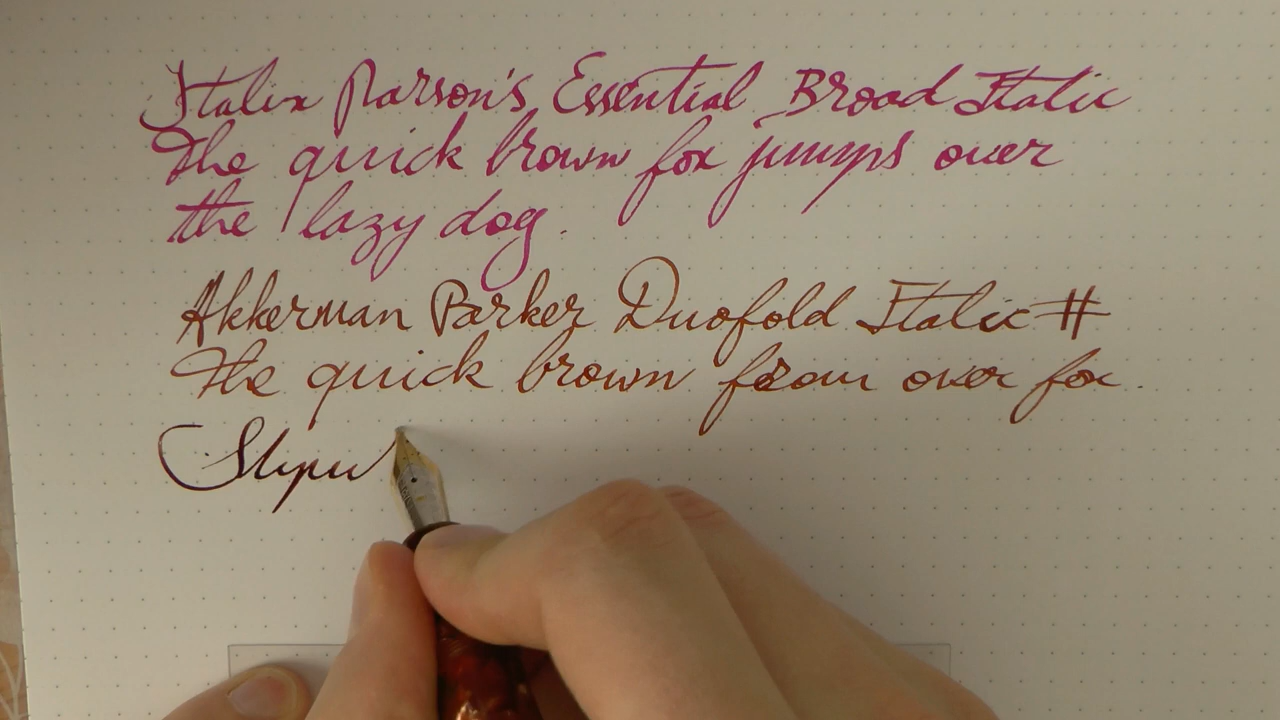 Italix Parson's Essential Broad Italic
The quick brown fox jumps over
the lazy dog.
Akkerman Parker Duofold Italic #
The quick brown from over fox.